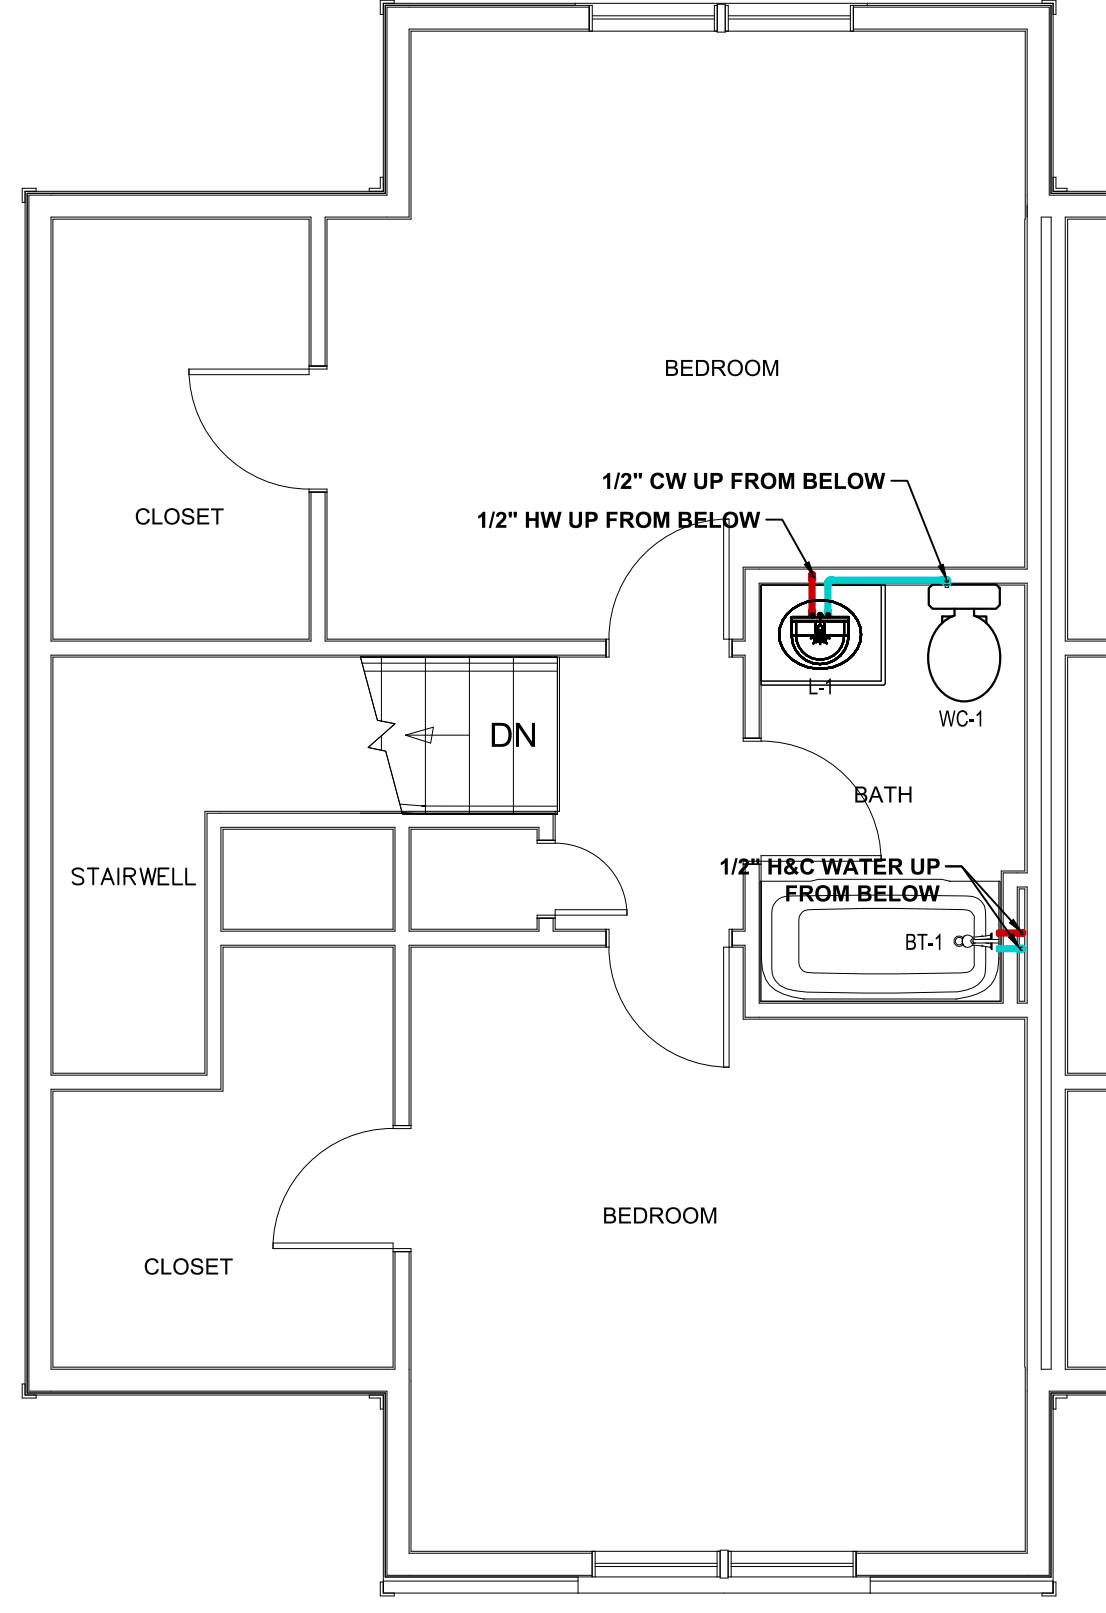 BEDROOM
1/2" CW UP FROM BELOW
1/2" HW UP FROM BELOW
CLOSET
L-1
WC-1
DN
BATH
STAIRWELL
1/2" H&C WATER UP
FROM BELOW
BT-1
BEDROOM
CLOSET